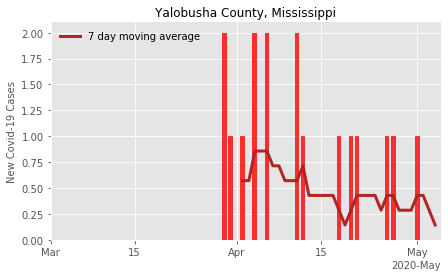 Yalobusha County, Mississippi
7 day moving average
New Covid-19 Cases
2.00
1.75
1.50
1.25
1.00
0.75
0.50
0.25
0.00
Mar
15
Apr
15
May
2020-May